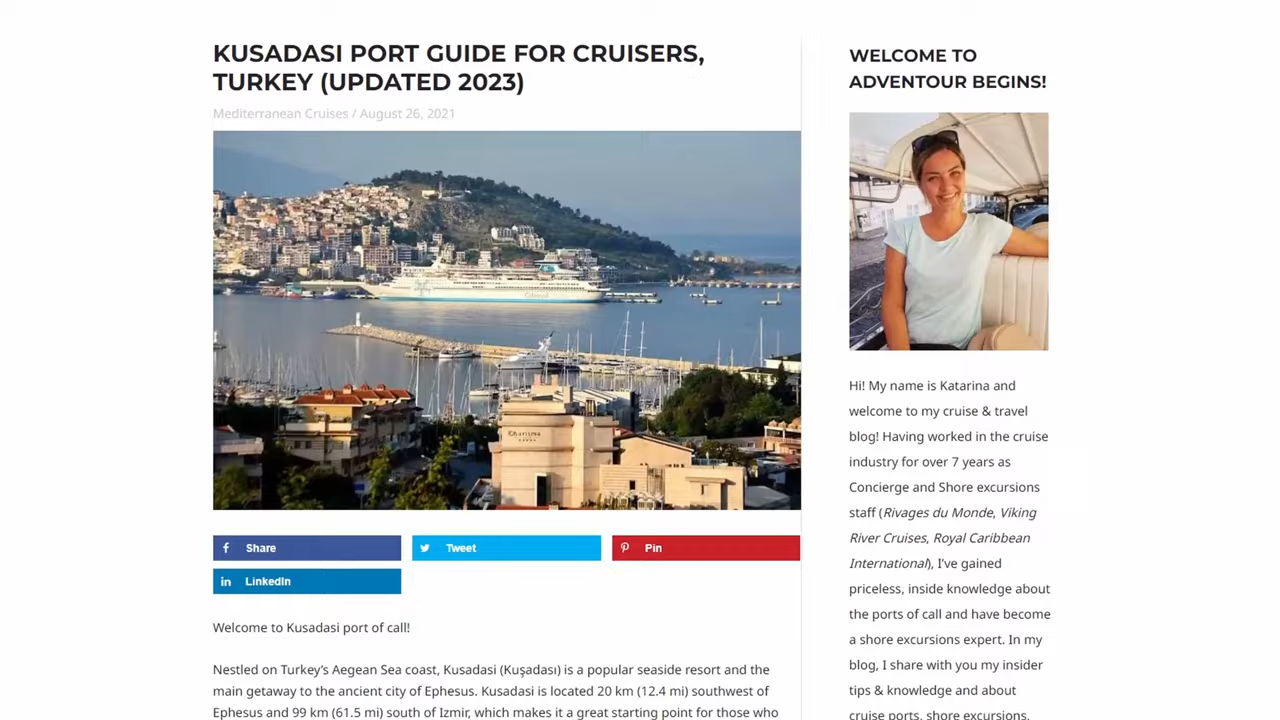 KUSADASI PORT GUIDE FOR CRUISERS,
TURKEY (UPDATED 2023)
Mediterranean Cruises / August 26, 2021
Charisma
Share
Tweet
Pin
LinkedIn
Welcome to Kusadasi port of call!
Nestled on Turkey’s Aegean Sea coast, Kusadasi (Kuşadası) is a popular seaside resort and the
main getaway to the ancient city of Ephesus. Kusadasi is located 20 km (12.4 mi) southwest of
Ephesus and 99 km (61.5 mi) south of Izmir, which makes it a great starting point for those who
WELCOME TO
ADVENTOUR BEGINS!
Hi! My name is Katarina and
welcome to my cruise & travel
blog! Having worked in the cruise
industry for over 7 years as
Concierge and Shore excursions
staff (Rivages du Monde, Viking
River Cruises, Royal Caribbean
International), I’ve gained
priceless, inside knowledge about
the ports of call and have become
a shore excursions expert. In my
blog, I share with you my insider
tips & knowledge and about
cruise ports, shore excursions,